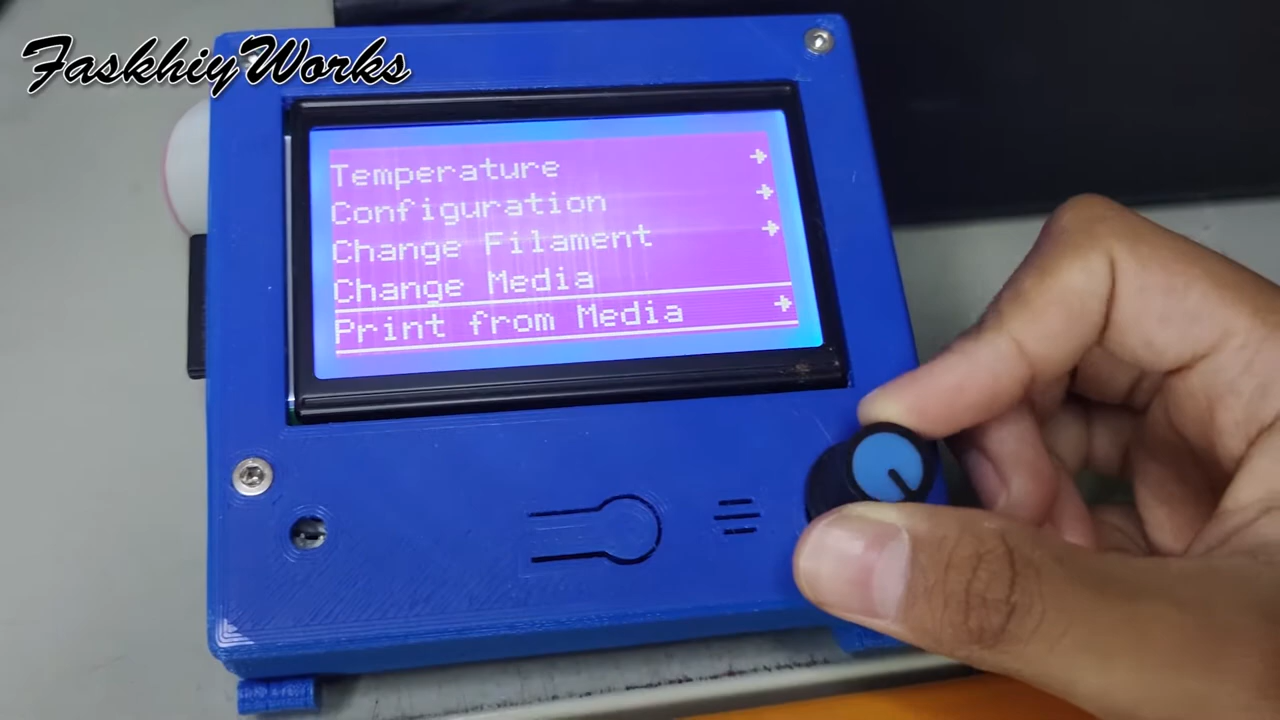 FaskhiyWorks
Temperature
Configuration
Change Filament
Change Media
Print from Media